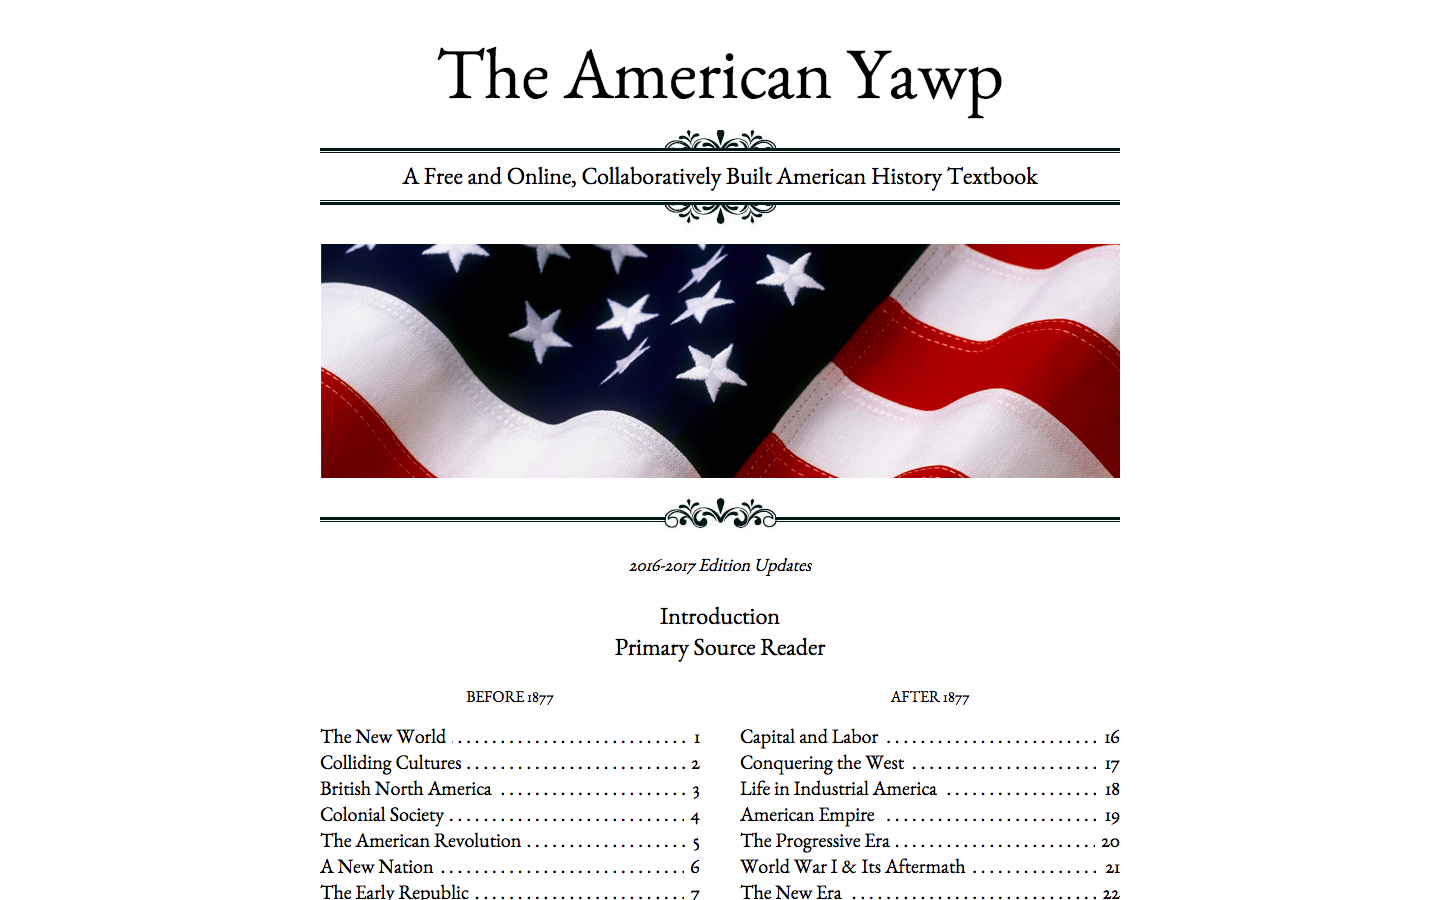 The American Yawp
A Free and Online, Collaboratively Built American History Textbook
2016-2017 Edition Updates
Introduction
Primary Source Reader
BEFORE 1877
The New World . . . . . . . . . . . . . . . . . . . . . . . . . . . 1
Colliding Cultures . . . . . . . . . . . . . . . . . . . . . . . . . . 2
British North America . . . . . . . . . . . . . . . . . . . . . . 3
Colonial Society . . . . . . . . . . . . . . . . . . . . . . . . . . . . 4
The American Revolution . . . . . . . . . . . . . . . . . . . 5
A New Nation . . . . . . . . . . . . . . . . . . . . . . . . . . . . . 6
The Early Republic . . . . . . . . . . . . . . . . . . . . . . . . . 7
AFTER 1877
Capital and Labor . . . . . . . . . . . . . . . . . . . . . . . . . 16
Conquering the West . . . . . . . . . . . . . . . . . . . . . . 17
Life in Industrial America . . . . . . . . . . . . . . . . . . 18
American Empire . . . . . . . . . . . . . . . . . . . . . . . . . 19
The Progressive Era . . . . . . . . . . . . . . . . . . . . . . . . 20
World War I & Its Aftermath . . . . . . . . . . . . . . . 21
The New Era . . . . . . . . . . . . . . . . . . . . . . . . . . . . . 22